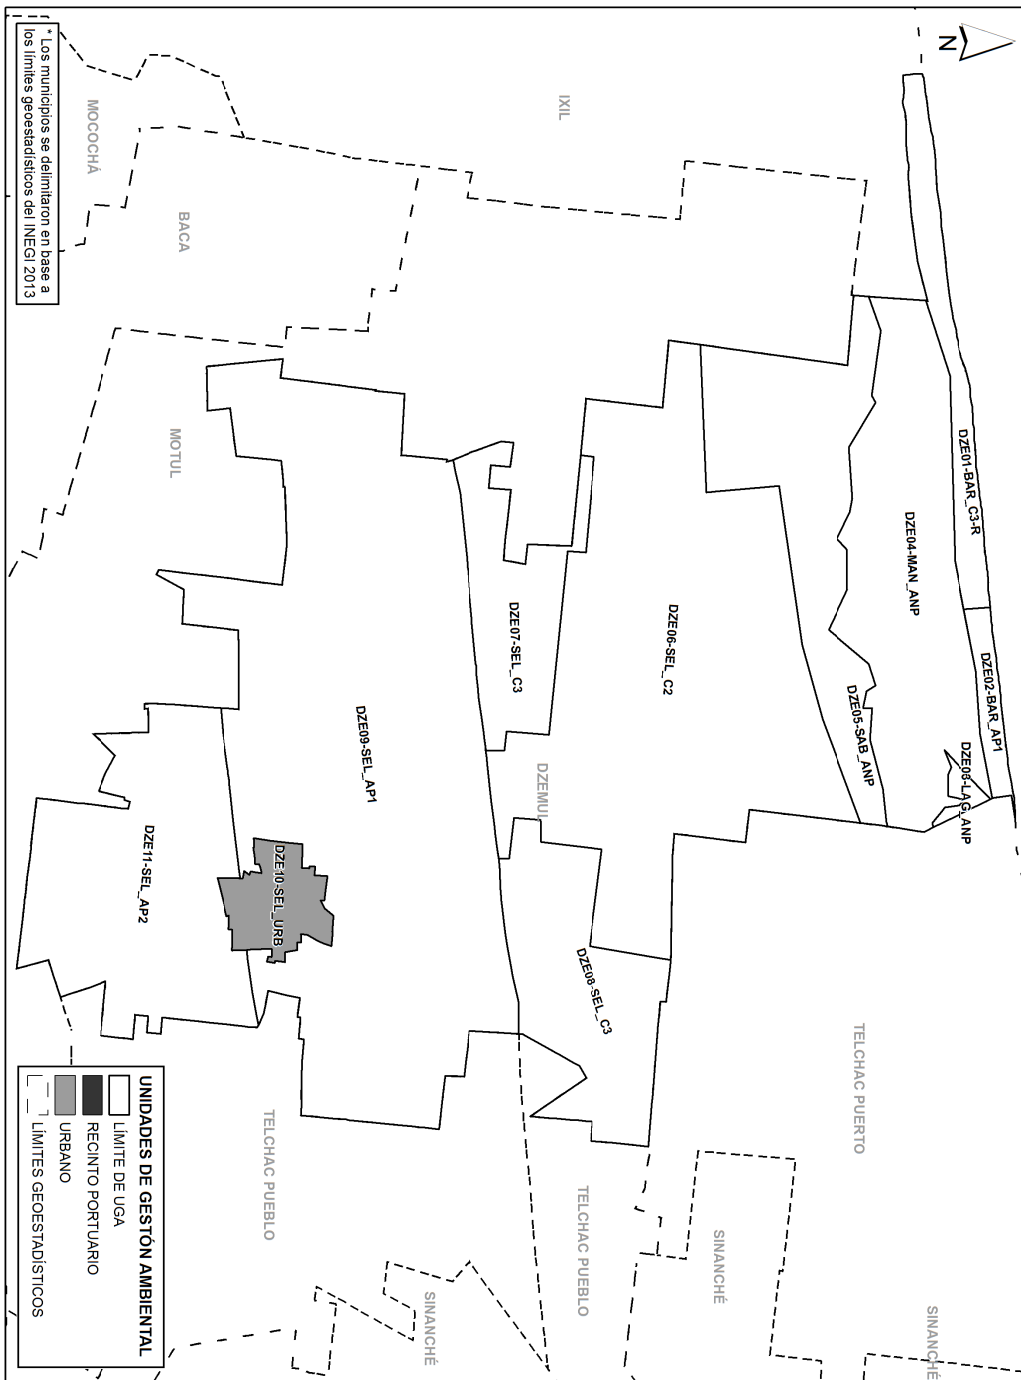 N
DZE01-BAR_C3-R
DZE02-BAR_AP1
DZE03-LAG_ANP
DZE04-MAN_ANP
SINANCHÉ
DZE05-SAB_ANP
TELCHAC PUERTO
SINANCHÉ
DZE06-SEL_C2
IXIL
DZE08-SEL_C3
TELCHAC PUEBLO
DZEMUL
DZE07-SEL_C3
SINANCHÉ
DZE09-SEL_AP1
DZE10-SEL_URB
TELCHAC PUEBLO
BACA
MOTUL
DZE11-SEL_AP2
MOCOCHÁ
* Los municipios se delimitaron en base a
los límites geoestadísticos del INEGI 2013
UNIDADES DE GESTÓN AMBIENTAL
LÍMITE DE UGA
RECINTO PORTUARIO
URBANO
LÍMITES GEOESTADÍSTICOS